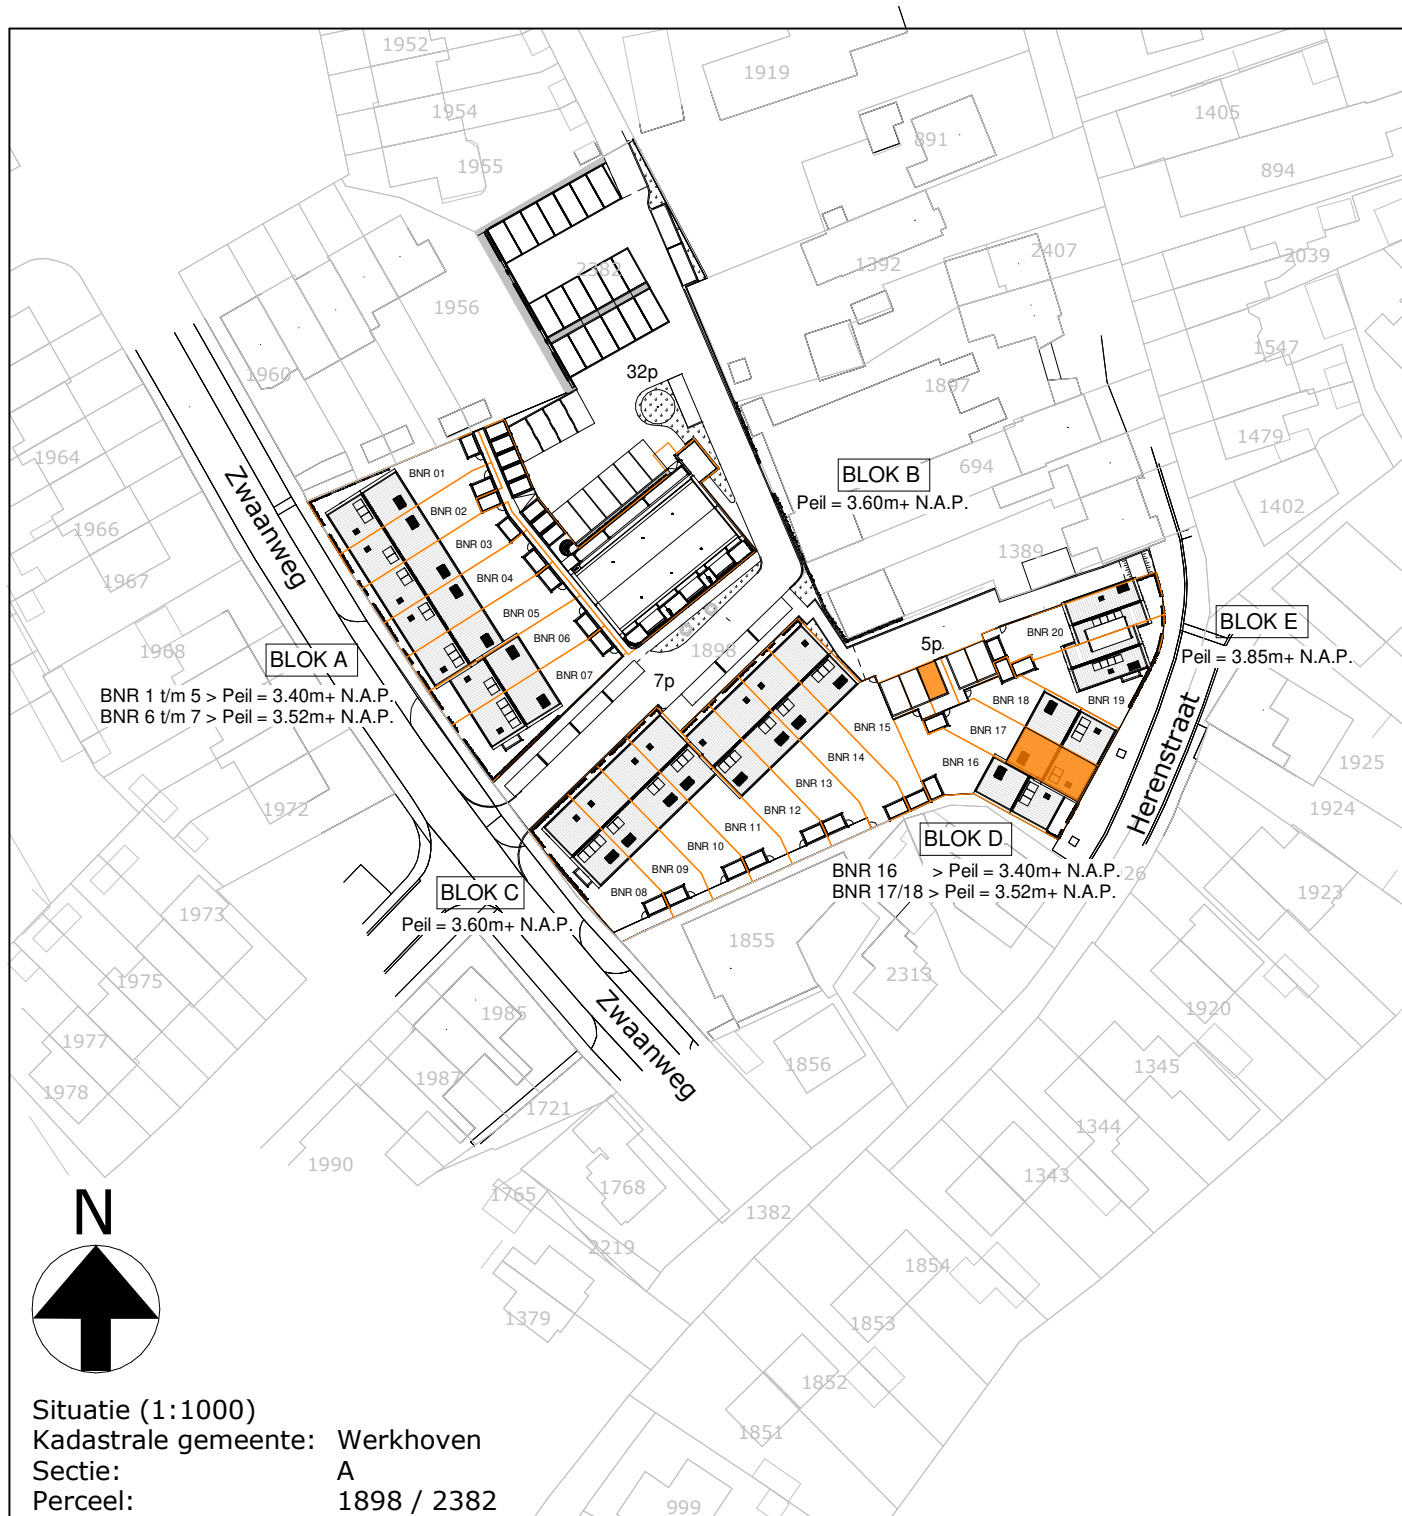 1952
1919
1954
1405
891
1955
894
2407
2039
2382
1392
1956
1547
1960
32p
1897
1479
1964
BNR 01
694
BLOK B
Peil = 3.60m+ N.A.P.
1402
BNR 02
1966
Zwaanweg
BNR 03
1389
1967
BNR 04
BNR 05
BLOK E
Peil = 3.85m+ N.A.P.
BNR 20
BNR 06
5p
1968
1898
BLOK A
BNR 1 t/m 5 > Peil = 3.40m+ N.A.P.
BNR 6 t/m 7 > Peil = 3.52m+ N.A.P.
BNR 07
7p
BNR 18
BNR 19
BNR 15
BNR 17
Herenstraat
BNR 14
BNR 16
1925
BNR 13
1924
1972
BNR 12
BNR 11
BLOK D
BNR 16 > Peil = 3.40m+ N.A.P.
BNR 17/18 > Peil = 3.52m+ N.A.P.
BNR 10
BNR 09
26
BNR 08
BLOK C
Peil = 3.60m+ N.A.P.
1923
1973
1855
2313
1975
1920
1985
Zwaanweg
1977
1856
1345
1987
1978
1721
1344
1990
1343
1765
1768
1382
N
2219
1854
1379
1853
1852
Situatie (1:1000)
1851
Kadastrale gemeente: Werkhoven
Sectie: A
Perceel: 1898 / 2382
999